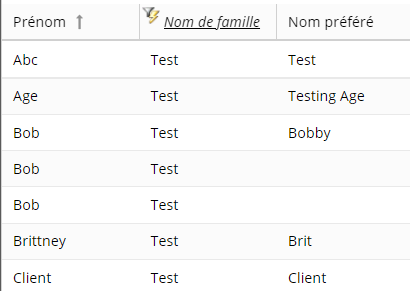 Prénom Nom de famille Nom préféré
Abc Test Test
Age Test Testing Age
Bob Test Bobby
Bob Test
Bob Test
Brittney Test Brit
Client Test Client